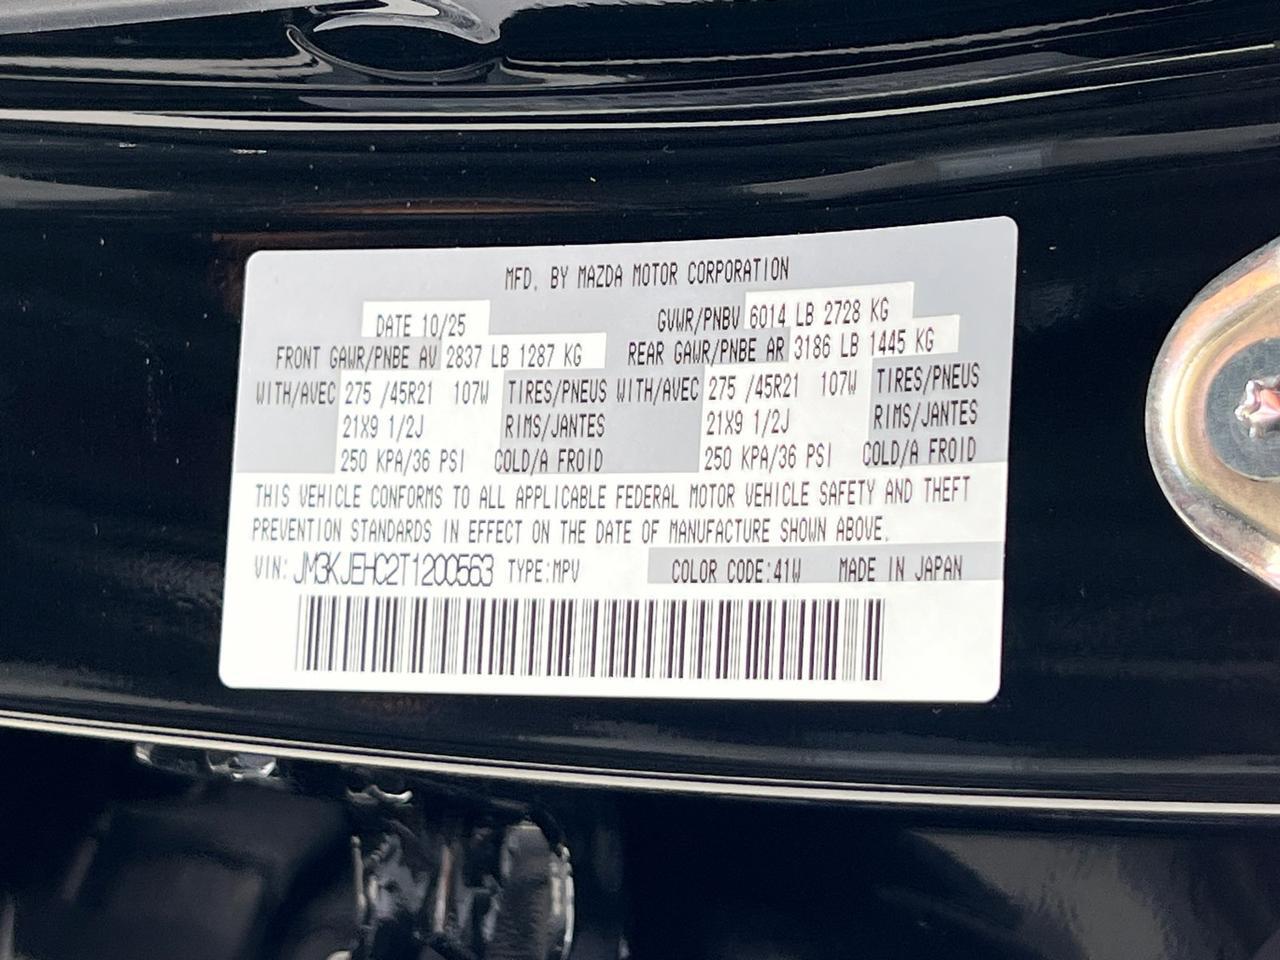 MFD. BY MAZDA MOTOR CORPORATION
DATE 10/25 GVWR/PNBV 6014 LB 2728 KG
FRONT GAWR/PNBE AV 2837 LB 1287 KG REAR GAWR/PNBE AR 3186 LB 1445 KG
WITH/AVEC 275 /45R21 107W TIRES/PNEUS WITH/AVEC 275 /45R21 107W TIRES/PNEUS
21X9 1/2J RIMS/JANTES 21X9 1/2J RIMS/JANTES
250 KPA/36 PSI COLD/A FROID 250 KPA/36 PSI COLD/A FROID
THIS VEHICLE CONFORMS TO ALL APPLICABLE FEDERAL MOTOR VEHICLE SAFETY AND THEFT
PREVENTION STANDARDS IN EFFECT ON THE DATE OF MANUFACTURE SHOWN ABOVE.
VIN: JM3KJEHC2T1200563 TYPE:MPV COLOR CODE:41W MADE IN JAPAN